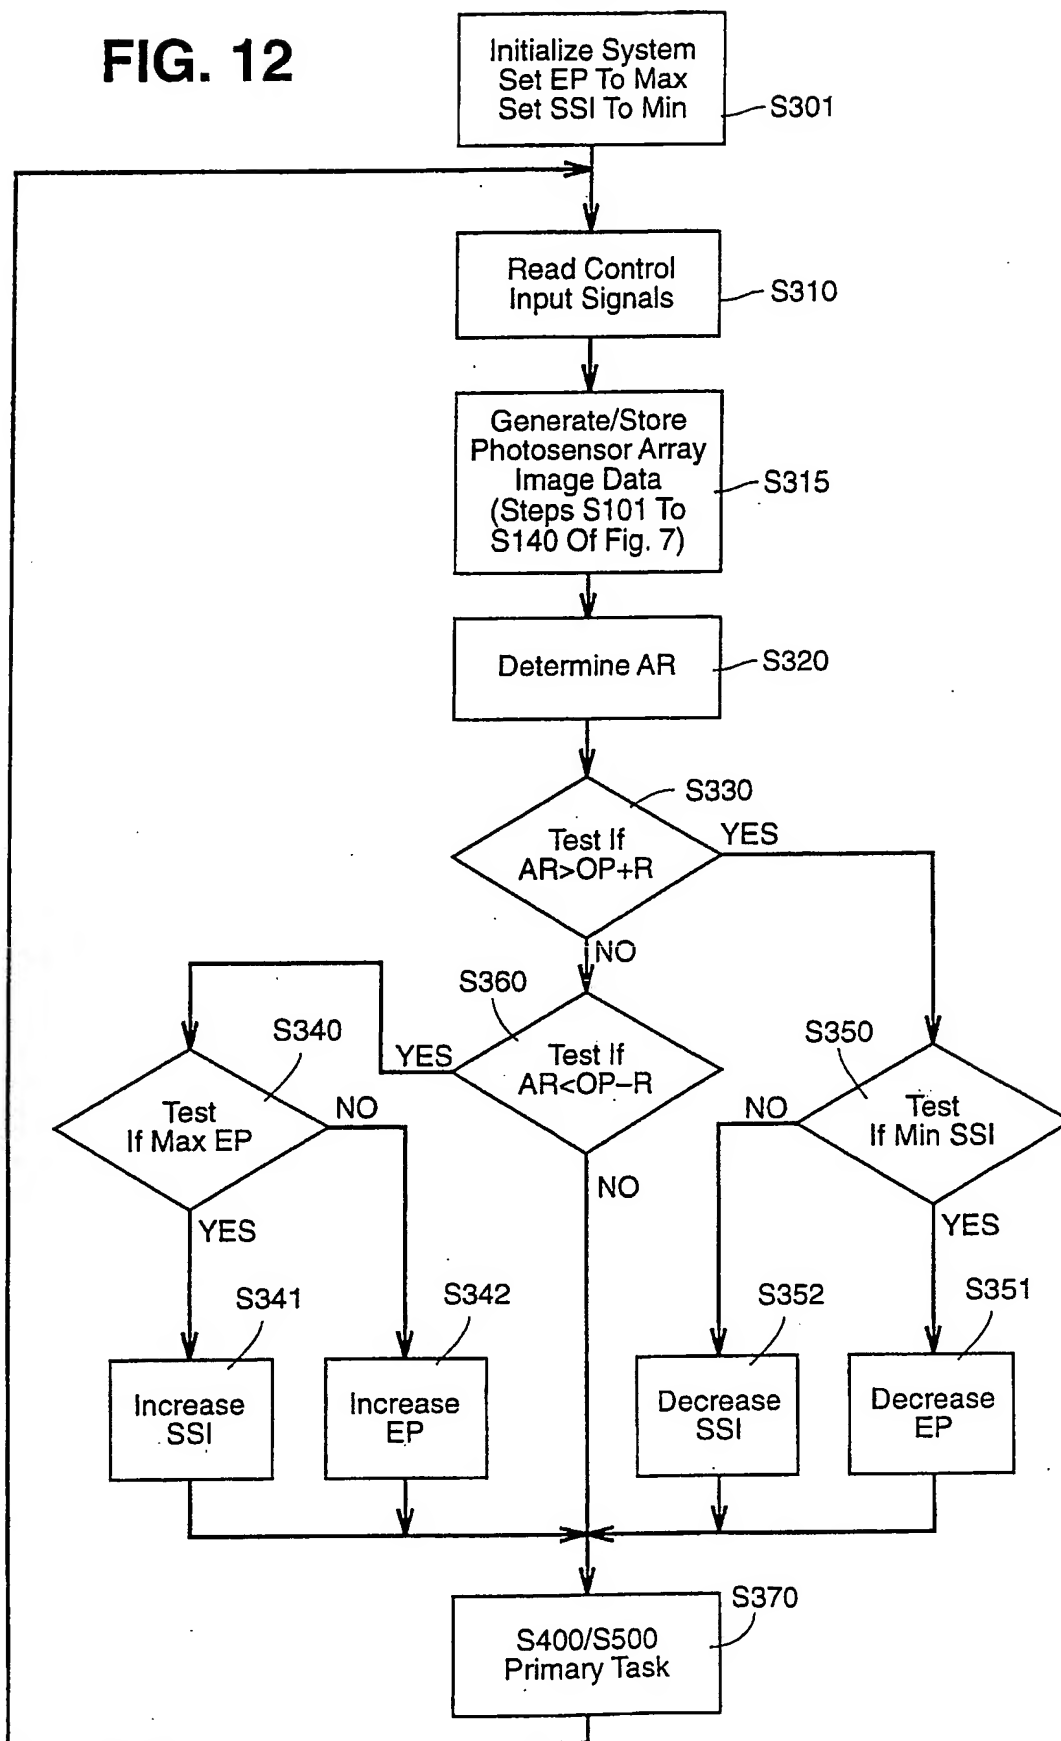 FIG. 12
Initialize System
Set EP To Max
Set SSI To Min
S301
Read Control
Input Signals
S310
Generate/Store
Photosensor Array
Image Data
(Steps S101 To
S140 Of Fig. 7)
S315
Determine AR
S320
S330
Test If
AR>OP+R
YES
NO
S360
Test If
AR<OP−R
YES
NO
S340
Test
If Max EP
NO
YES
S350
Test
If Min SSI
NO
YES
S341
Increase
SSI
S342
Increase
EP
S352
Decrease
SSI
S351
Decrease
EP
S370
S400/S500
Primary Task